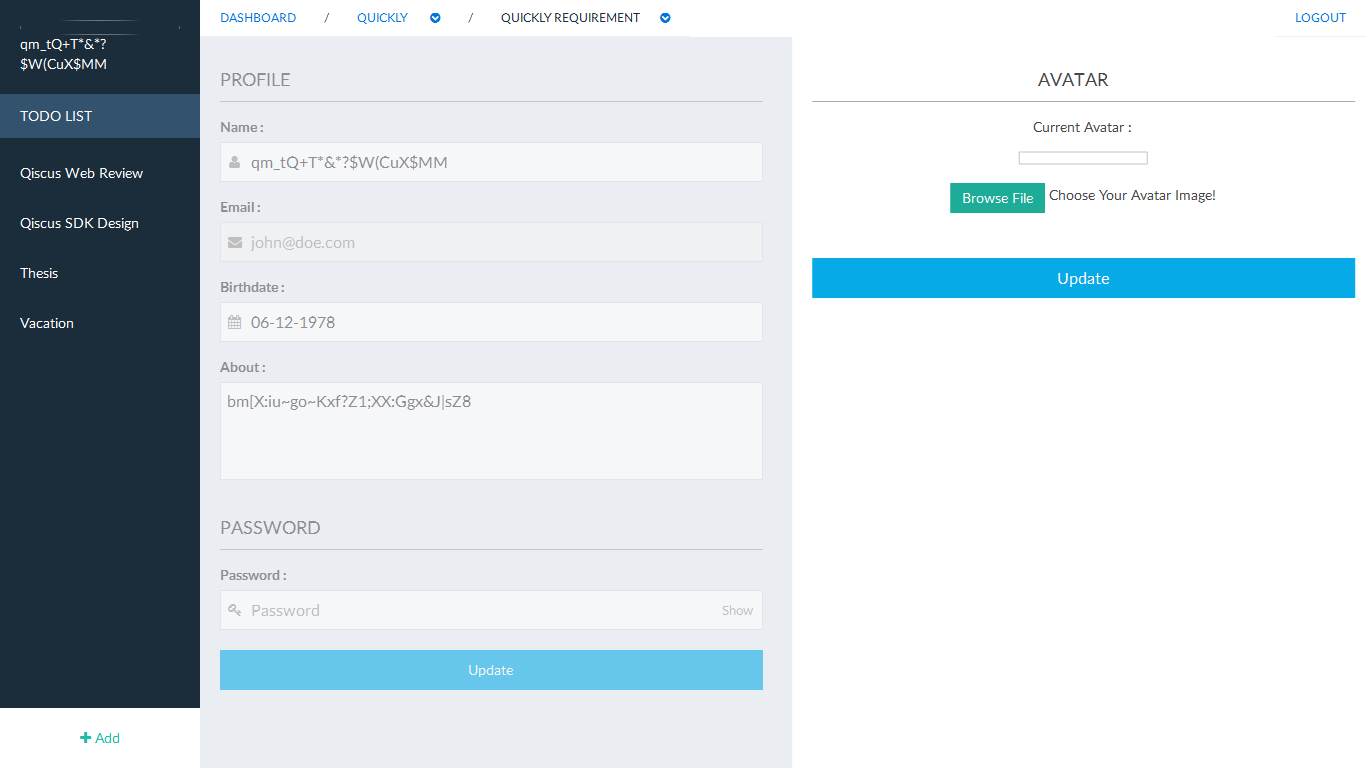 qm_tQ+T*&*?
$W(CuX$MM
TODO LIST
Qiscus Web Review
Qiscus SDK Design
Thesis
Vacation
Add
DASHBOARD / QUICKLY / QUICKLY REQUIREMENT LOGOUT
PROFILE
Name :
qm_tQ+T*&*?$W(CuX$MM
Email :
john@doe.com
Birthdate :
06-12-1978
About :
bm[X:iu~go~Kxf?Z1;XX:Ggx&J|sZ8
PASSWORD
Password :
Password Show
Update
AVATAR
Current Avatar :
Browse File Choose Your Avatar Image!
Update